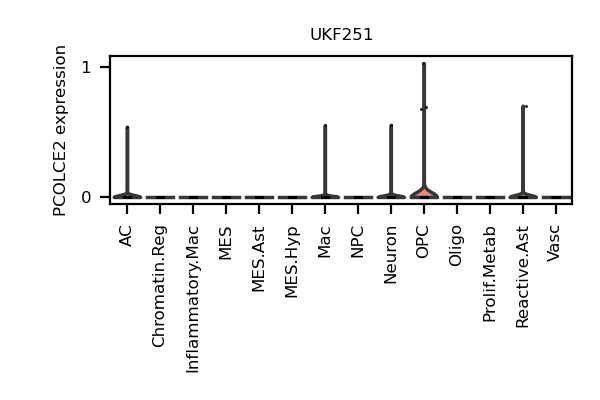 UKF251
PCOLCE2 expression
1
0
AC
Chromatin.Reg
Inflammatory.Mac
MES
MES.Ast
MES.Hyp
Mac
NPC
Neuron
OPC
Oligo
Prolif.Metab
Reactive.Ast
Vasc